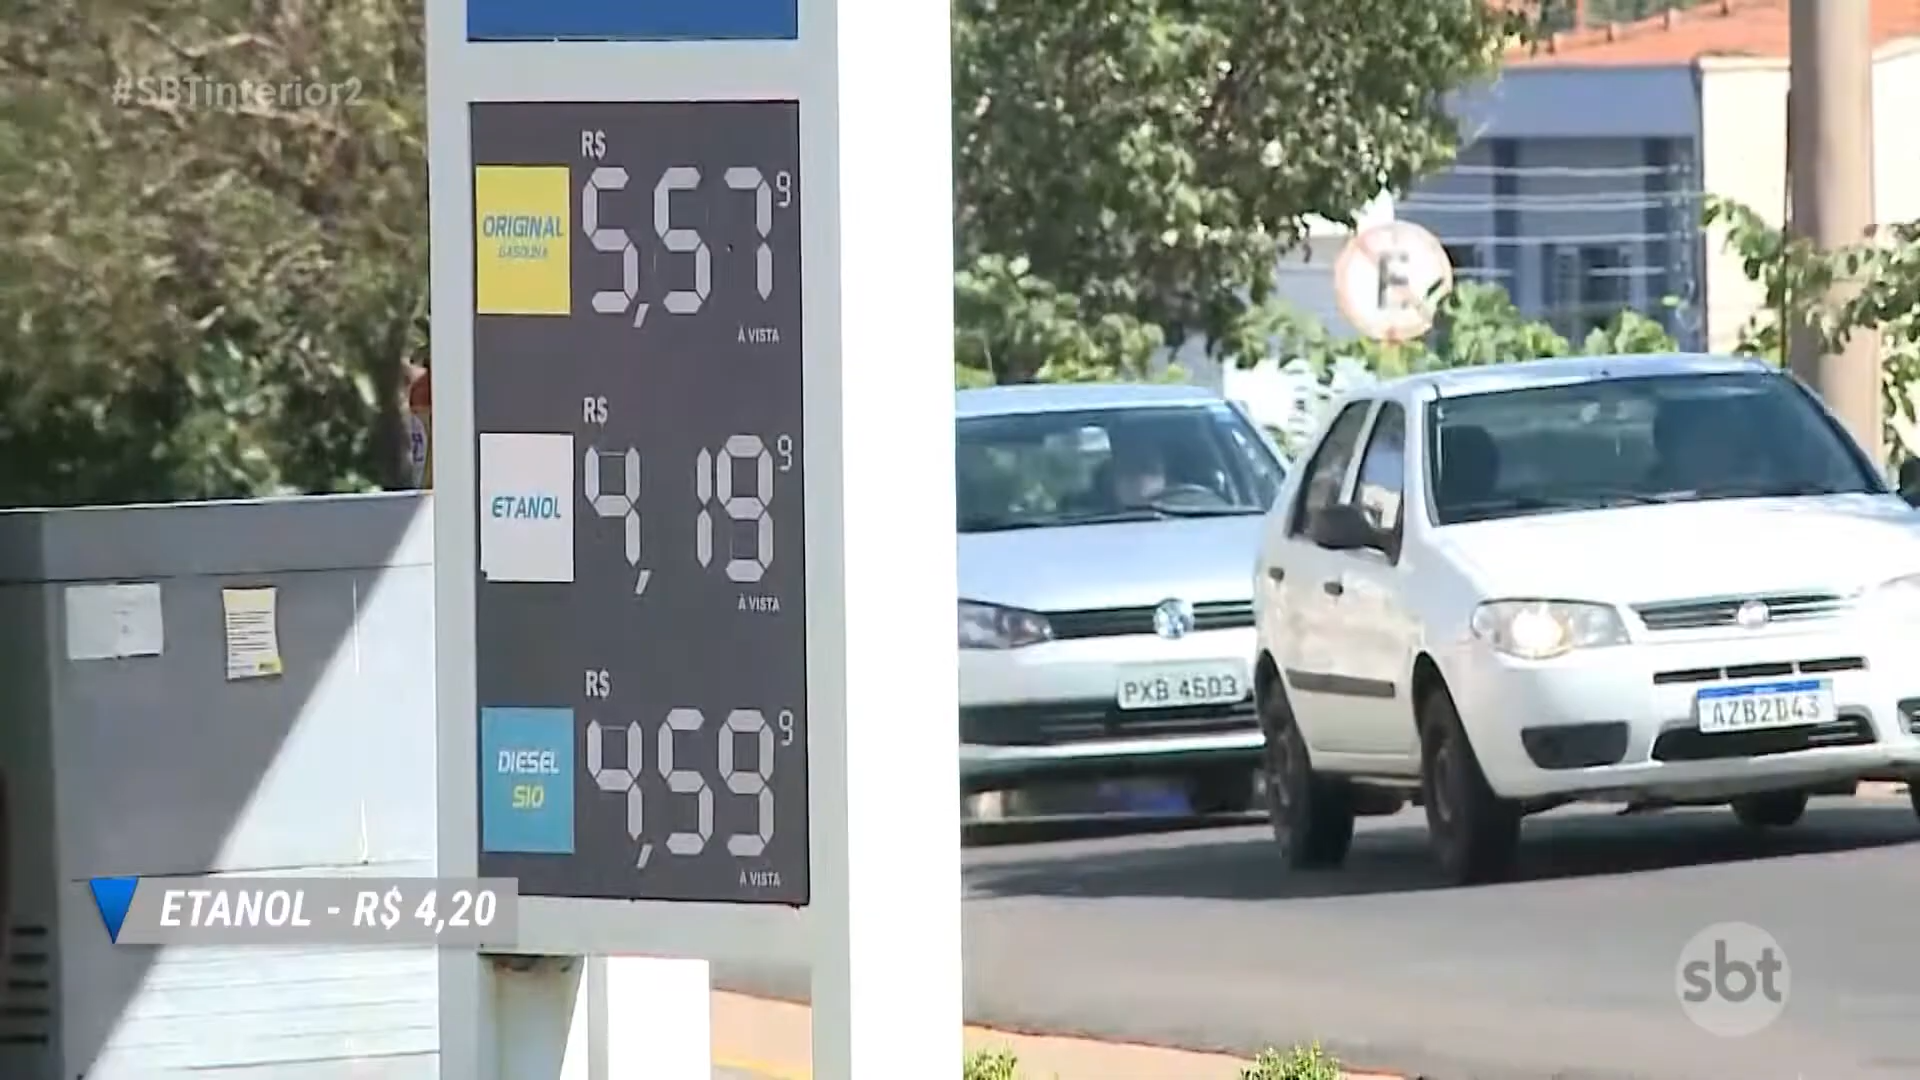 #SBTinterior2
R$
ORIGINAL
GASOLINA
5,579
À VISTA
R$
ETANOL
4,199
À VISTA
R$
DIESEL
S10
4,599
À VISTA
E
PXB 4603
AZB2D43
ETANOL - R$ 4,20
sbt